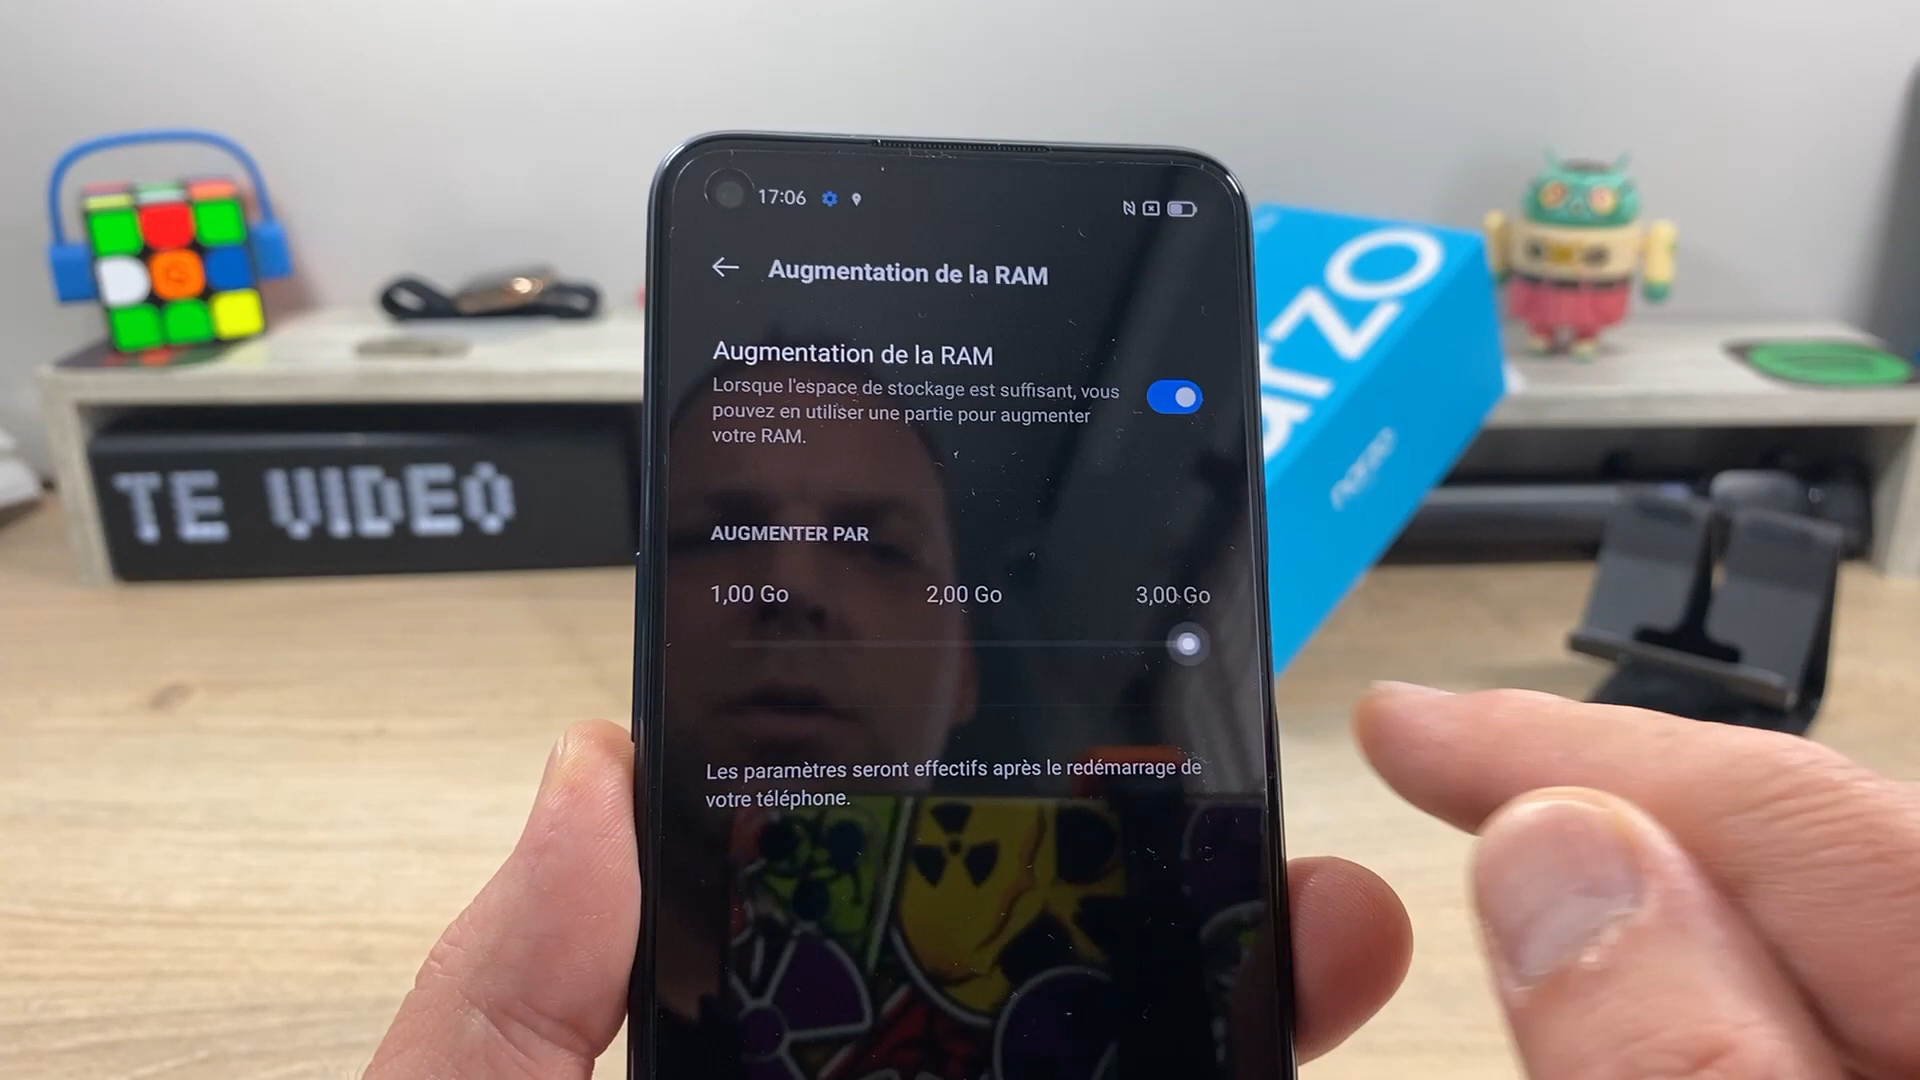 17:06
Augmentation de la RAM
Augmentation de la RAM
Lorsque l'espace de stockage est suffisant, vous
pouvez en utiliser une partie pour augmenter
votre RAM.
AUGMENTER PAR
1,00 Go 2,00 Go 3,00 Go
Les paramètres seront effectifs après le redémarrage de
votre téléphone.
TE VIDEO
arzo
narzo